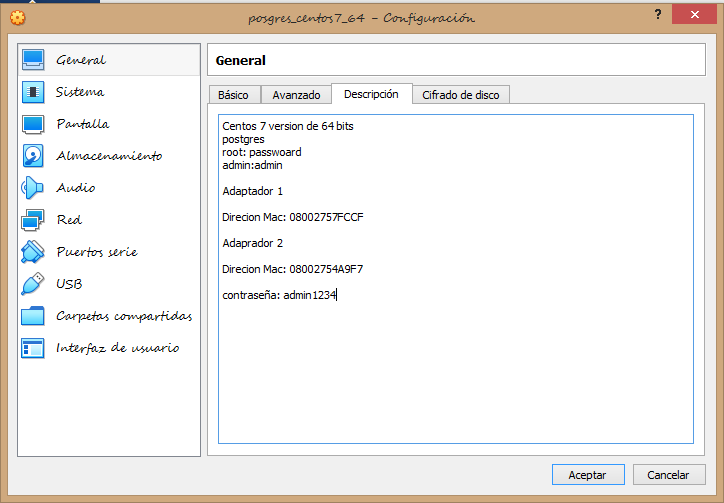 posgres_centos7_64 - Configuración
?
General
Sistema
Pantalla
Almacenamiento
Audio
Red
Puertos serie
USB
Carpetas compartidas
Interfaz de usuario
General
Básico Avanzado Descripción Cifrado de disco
Centos 7 version de 64 bits
postgres
root: passwoard
admin:admin
Adaptador 1
Direcion Mac: 08002757FCCF
Adaprador 2
Direcion Mac: 08002754A9F7
contraseña: admin1234
Aceptar Cancelar